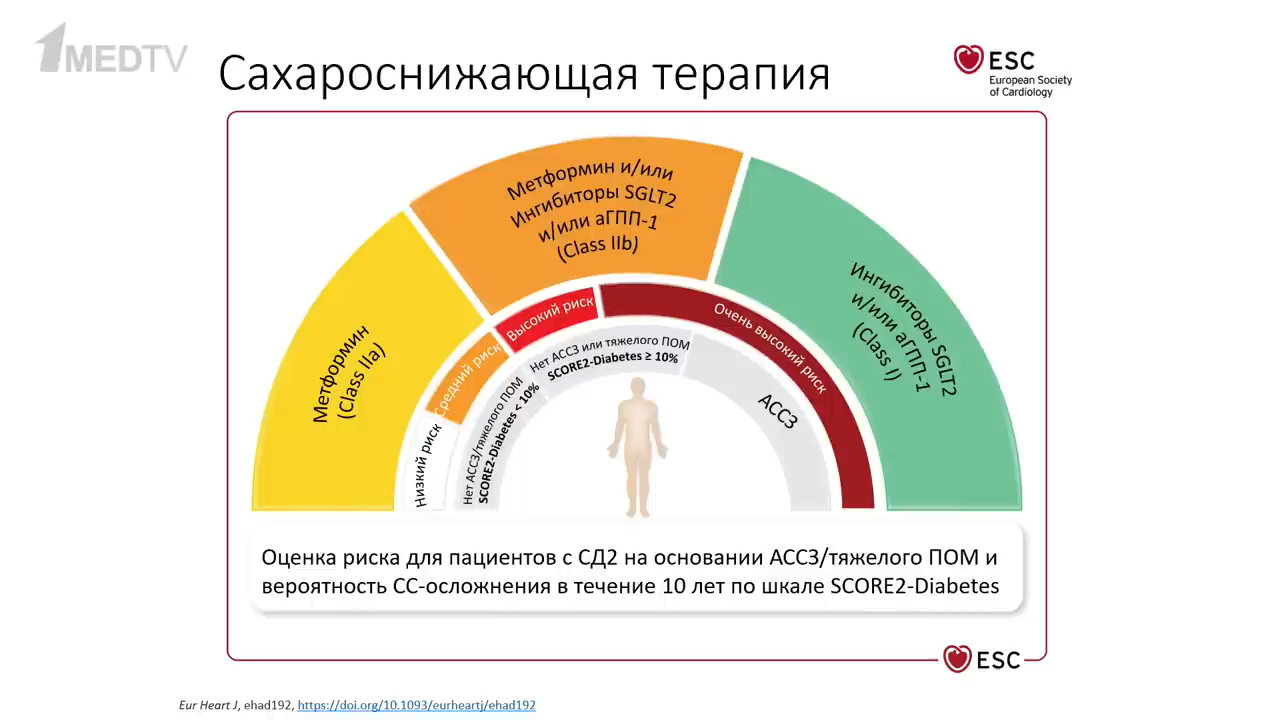 1MEDTV
Сахароснижающая терапия
ESC
European Society
of Cardiology
Метформин
(Class IIa)
Метформин и/или
Ингибиторы SGLT2
и/или аГПП-1
(Class IIb)
Ингибиторы SGLT2
и/или аГПП-1
(Class I)
Низкий риск
Средний риск
Высокий риск
Очень высокий риск
Нет АССЗ/тяжелого ПОМ
SCORE2-Diabetes < 10%
Нет АССЗ или тяжелого ПОМ
SCORE2-Diabetes ≥ 10%
АССЗ
Оценка риска для пациентов с СД2 на основании АССЗ/тяжелого ПОМ и
вероятность СС-осложнения в течение 10 лет по шкале SCORE2-Diabetes
ESC
Eur Heart J, ehad192, https://doi.org/10.1093/eurheartj/ehad192